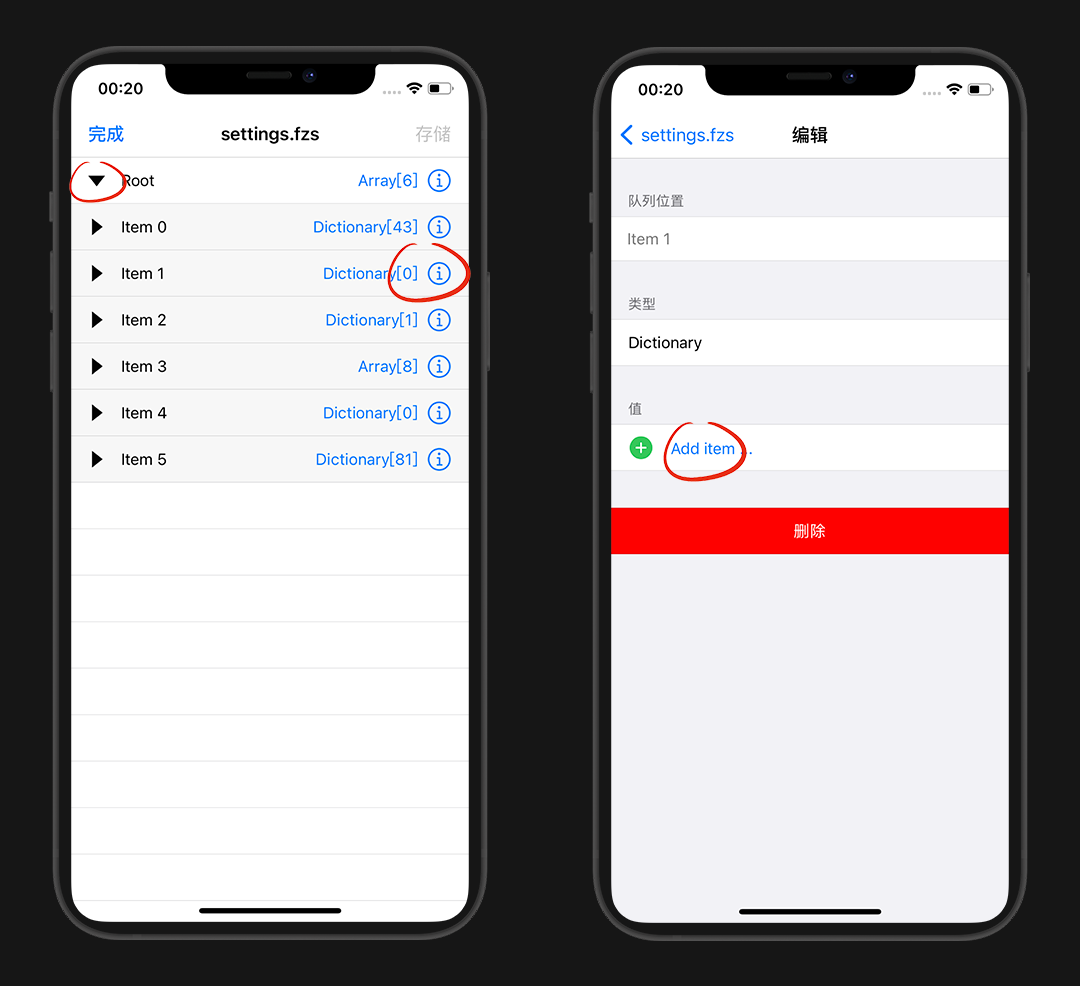 00:20
完成 settings.fzs 存储
Root Array[6]
Item 0 Dictionary[43]
Item 1 Dictionary[0]
Item 2 Dictionary[1]
Item 3 Array[8]
Item 4 Dictionary[0]
Item 5 Dictionary[81]
00:20
settings.fzs 编辑
队列位置
Item 1
类型
Dictionary
值
Add item ...
删除